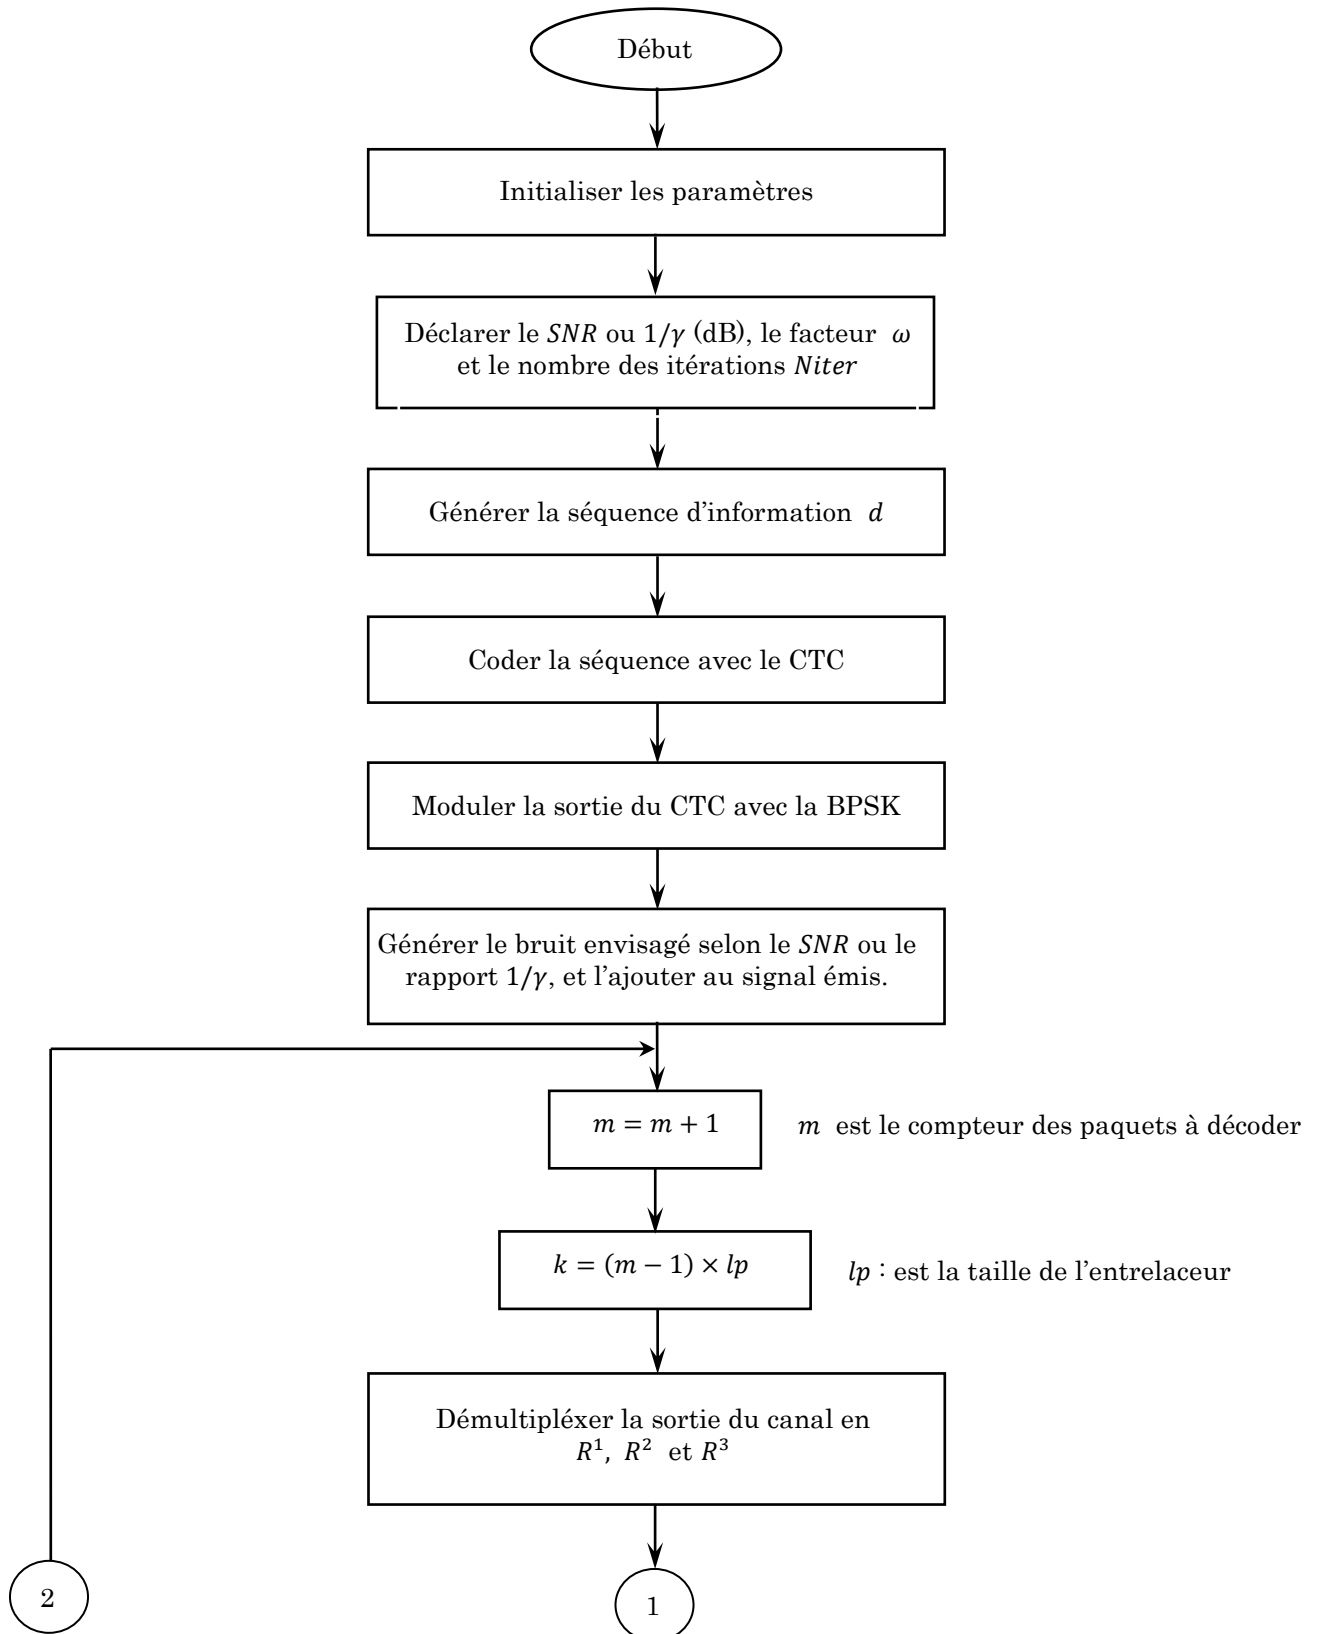 Début
Initialiser les paramètres
Déclarer le SNR ou 1/γ (dB), le facteur ω
et le nombre des itérations Niter
Générer la séquence d'information d
Coder la séquence avec le CTC
Moduler la sortie du CTC avec la BPSK
Générer le bruit envisagé selon le SNR ou le
rapport 1/γ, et l'ajouter au signal émis.
m = m + 1
m est le compteur des paquets à décoder
k = (m − 1) × lp
lp : est la taille de l'entrelaceur
Démultipléxer la sortie du canal en
R¹, R² et R³
2
1